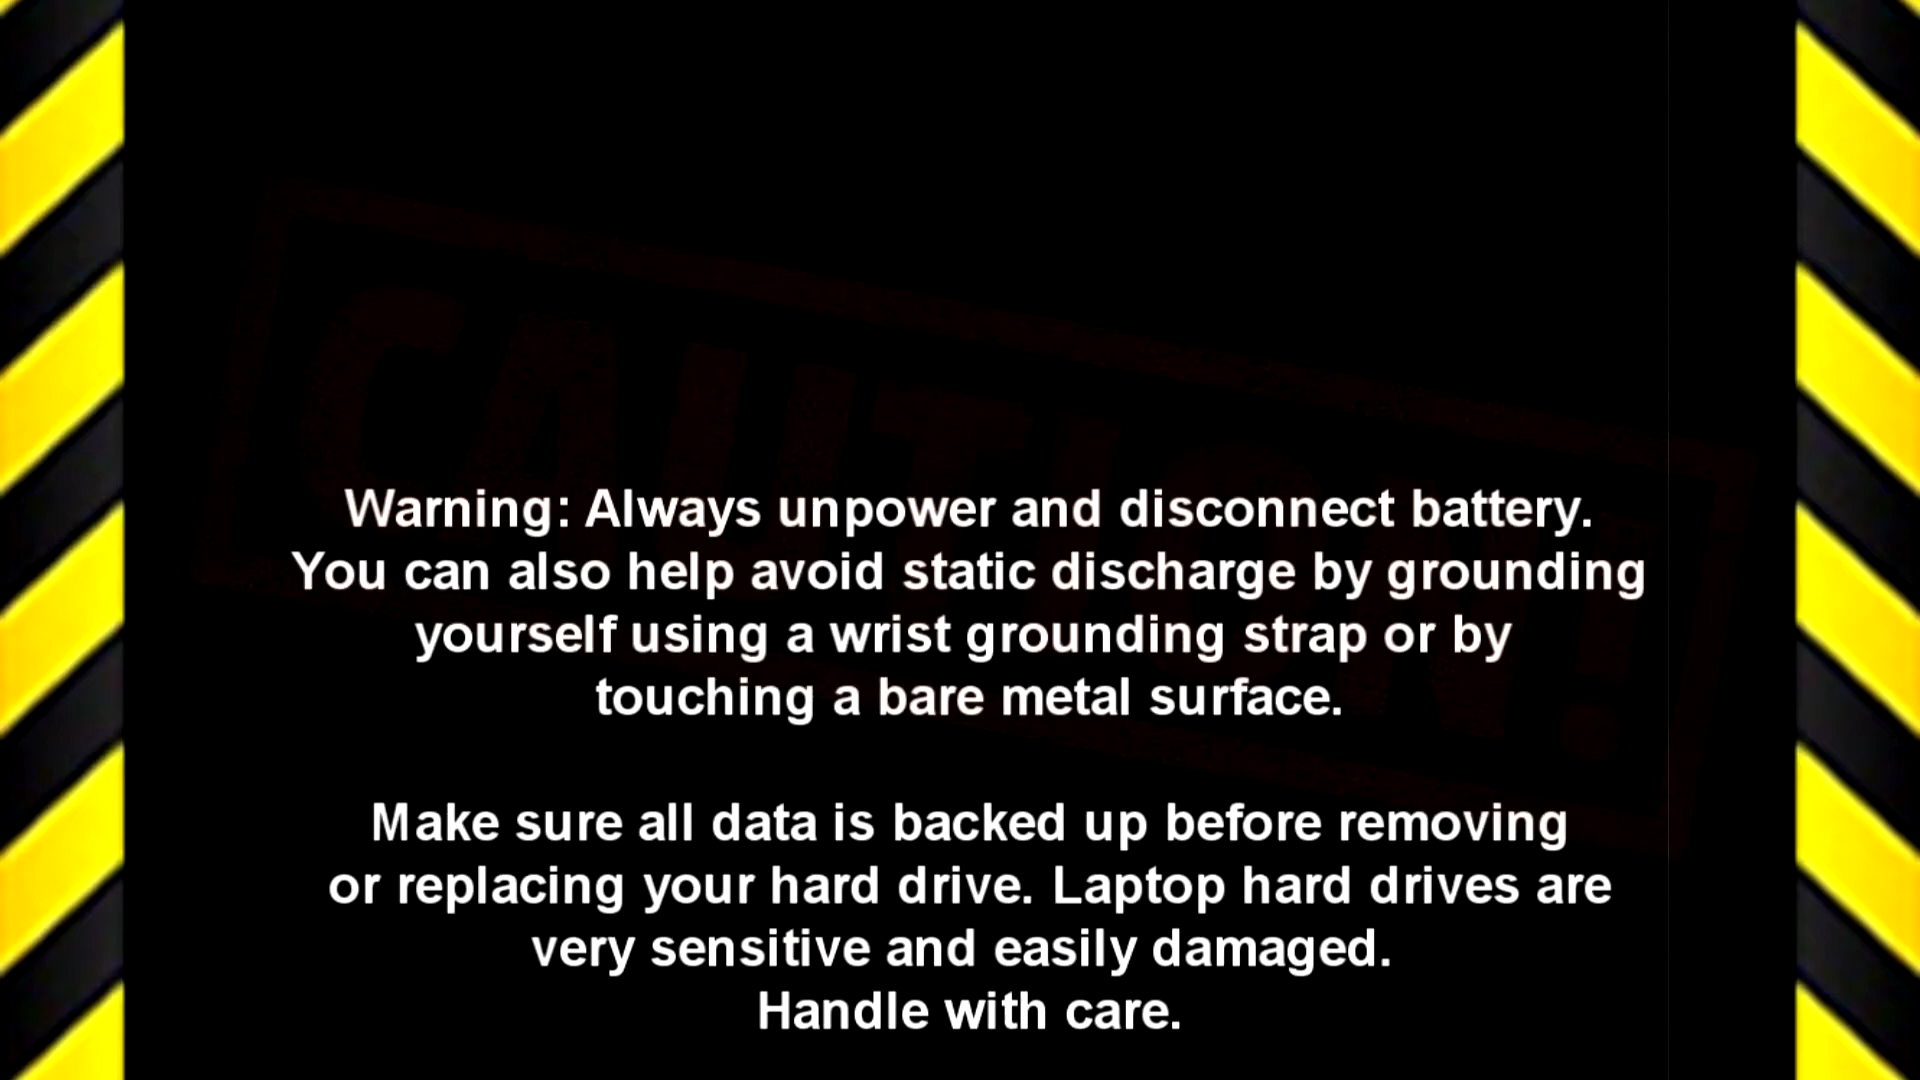 CAUTION!
Warning: Always unpower and disconnect battery.
You can also help avoid static discharge by grounding
yourself using a wrist grounding strap or by
touching a bare metal surface.
Make sure all data is backed up before removing
or replacing your hard drive. Laptop hard drives are
very sensitive and easily damaged.
Handle with care.